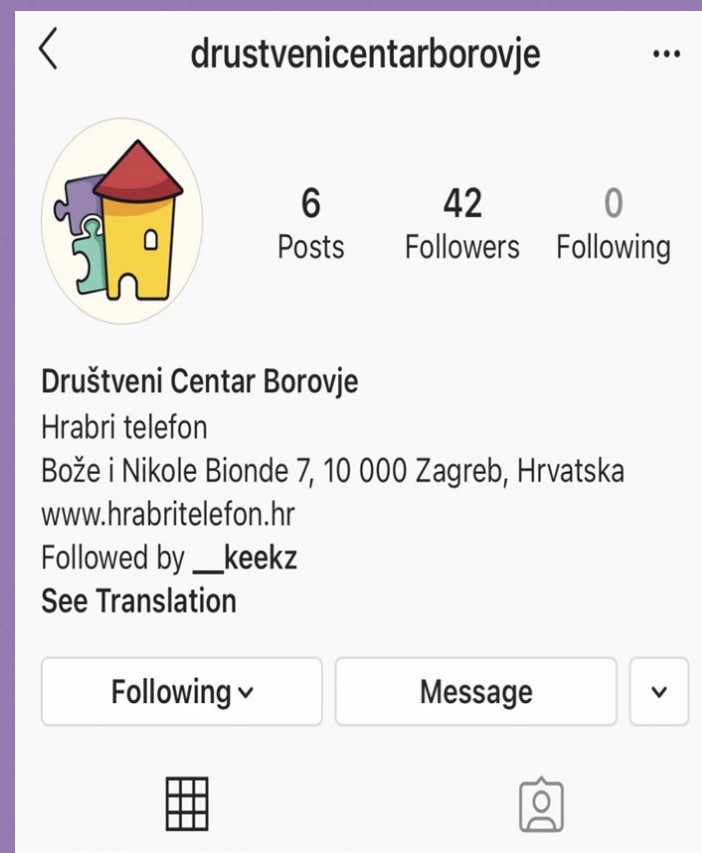 drustvenicentarborovje
6 42 0
Posts Followers Following
Društveni Centar Borovje
Hrabri telefon
Bože i Nikole Bionde 7, 10 000 Zagreb, Hrvatska
www.hrabritelefon.hr
Followed by __keekz
See Translation
Following Message